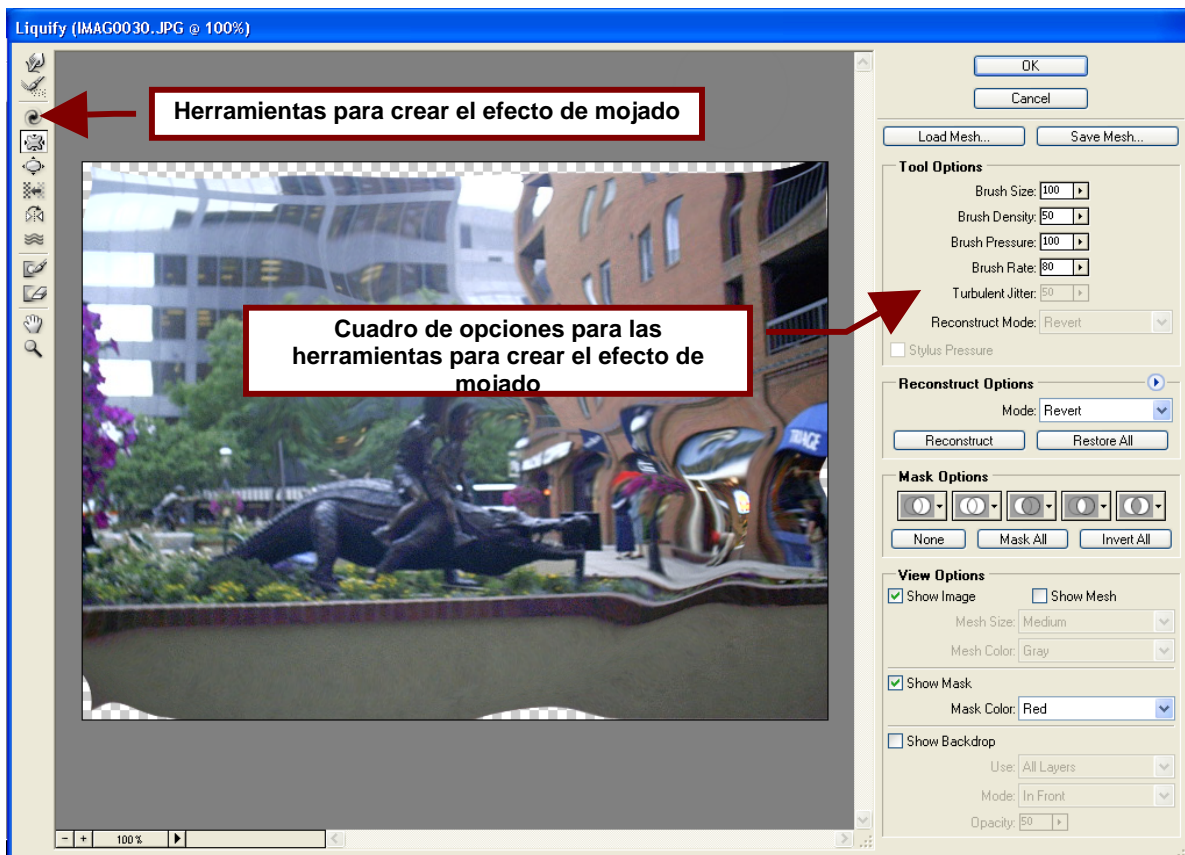 Liquify (IMAG0030.JPG @ 100%)
Herramientas para crear el efecto de mojado
Cuadro de opciones para las
herramientas para crear el efecto de
mojado
TRIAGE
100%
OK
Cancel
Load Mesh...
Save Mesh...
Tool Options
Brush Size: 100
Brush Density: 50
Brush Pressure: 100
Brush Rate: 80
Turbulent Jitter: 50
Reconstruct Mode: Revert
Stylus Pressure
Reconstruct Options
Mode: Revert
Reconstruct
Restore All
Mask Options
None
Mask All
Invert All
View Options
Show Image
Show Mesh
Mesh Size: Medium
Mesh Color: Gray
Show Mask
Mask Color: Red
Show Backdrop
Use: All Layers
Mode: In Front
Opacity: 50